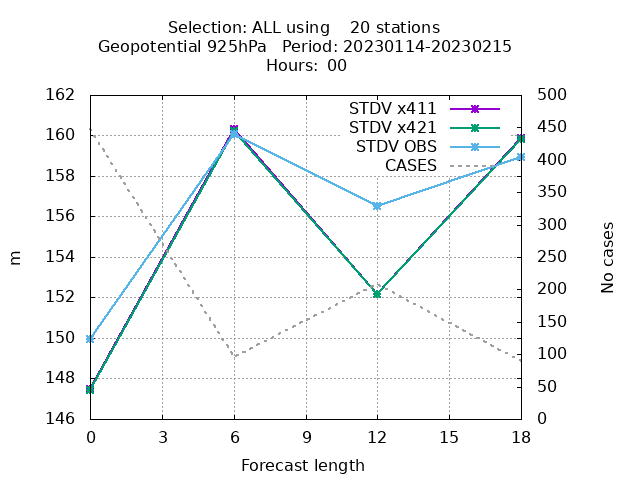 Selection: ALL using    20 stations
Geopotential 925hPa   Period: 20230114-20230215
Hours: 00
162
160
158
156
154
152
150
148
146
500
450
400
350
300
250
200
150
100
50
0
STDV x411
STDV x421
STDV OBS
CASES
m
No cases
0 3 6 9 12 15 18
Forecast length